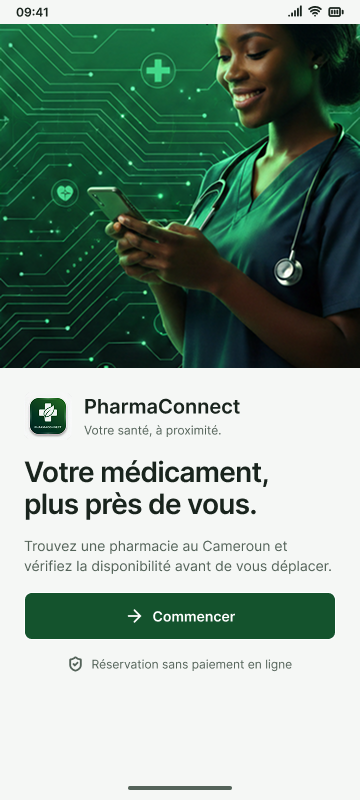 09:41
PharmaConnect
Votre santé, à proximité.
PHARMACONNECT
Votre médicament,
plus près de vous.
Trouvez une pharmacie au Cameroun et
vérifiez la disponibilité avant de vous déplacer.
→ Commencer
Réservation sans paiement en ligne